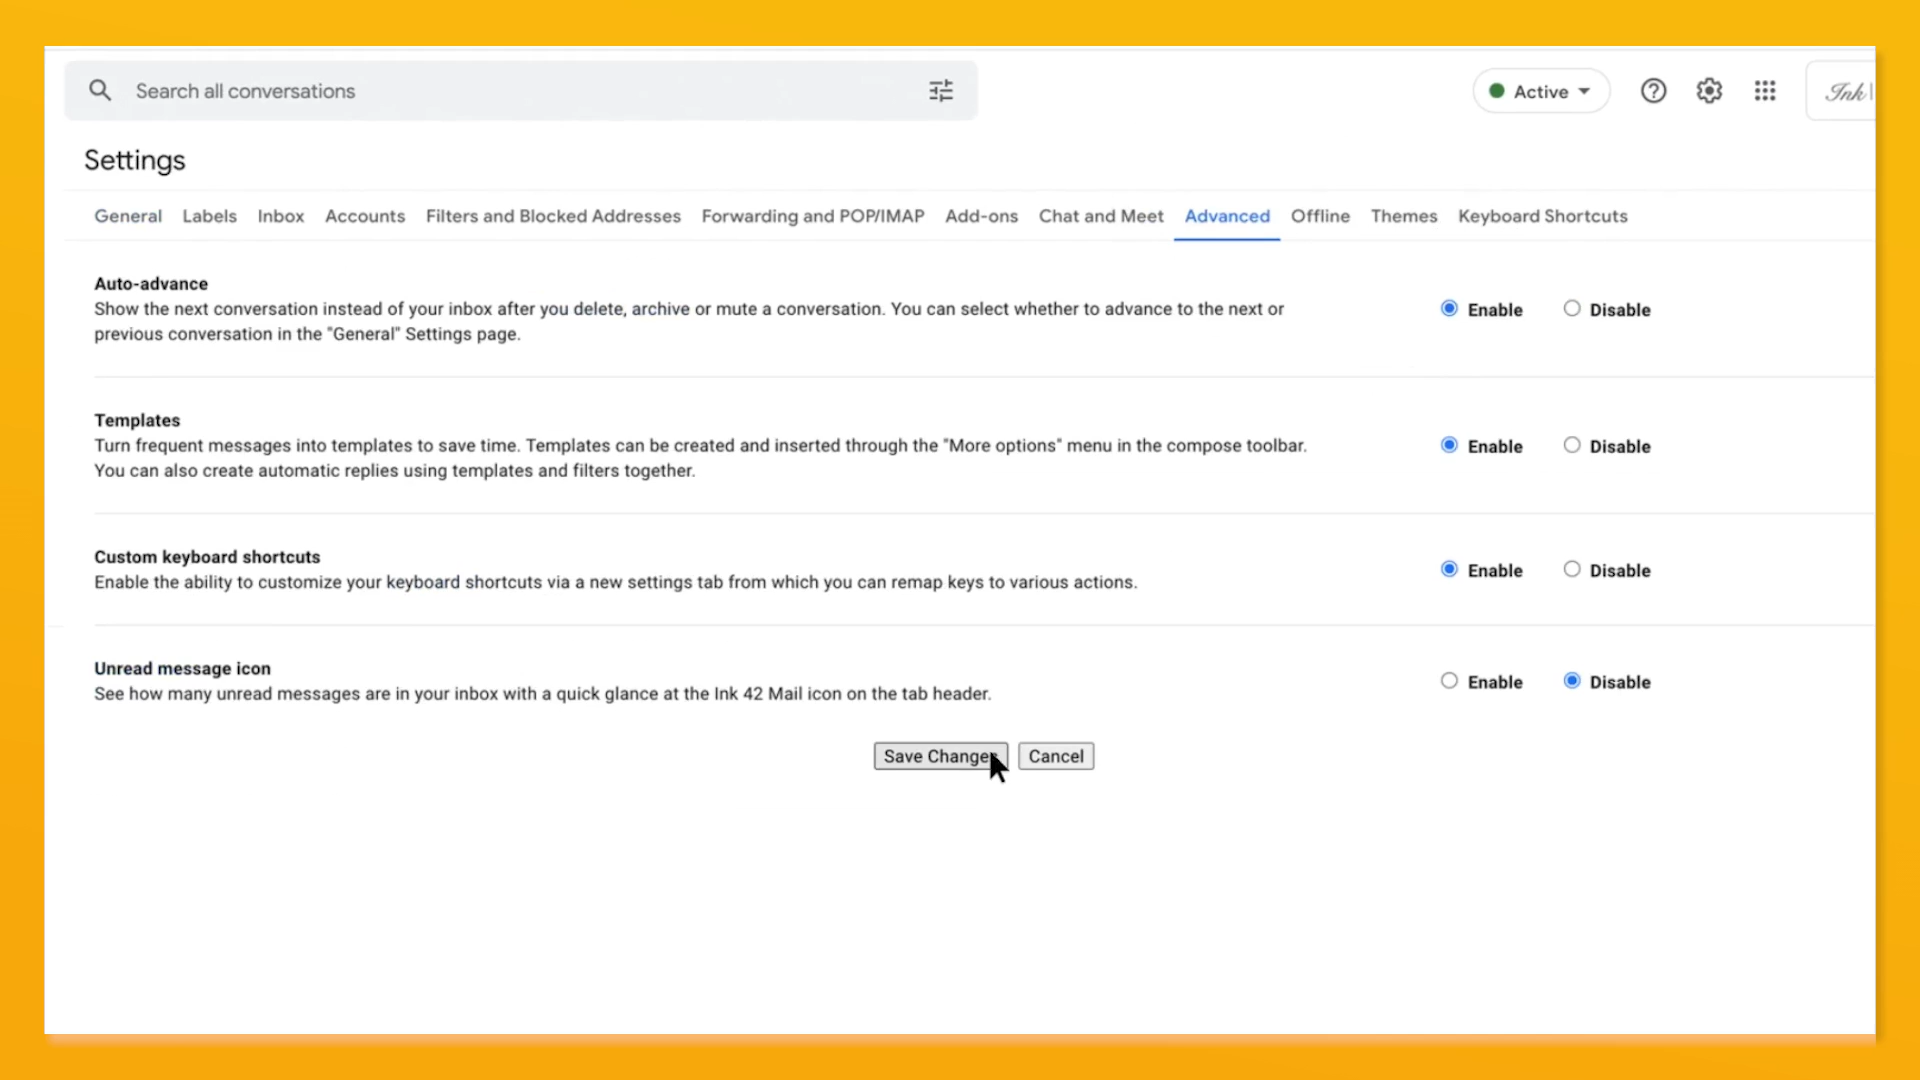 Search all conversations
Active
Ink
Settings
General Labels Inbox Accounts Filters and Blocked Addresses Forwarding and POP/IMAP Add-ons Chat and Meet Advanced Offline Themes Keyboard Shortcuts
Auto-advance
Show the next conversation instead of your inbox after you delete, archive or mute a conversation. You can select whether to advance to the next or
previous conversation in the "General" Settings page.
Enable Disable
Templates
Turn frequent messages into templates to save time. Templates can be created and inserted through the "More options" menu in the compose toolbar.
You can also create automatic replies using templates and filters together.
Enable Disable
Custom keyboard shortcuts
Enable the ability to customize your keyboard shortcuts via a new settings tab from which you can remap keys to various actions.
Enable Disable
Unread message icon
See how many unread messages are in your inbox with a quick glance at the Ink 42 Mail icon on the tab header.
Enable Disable
Save Changes Cancel